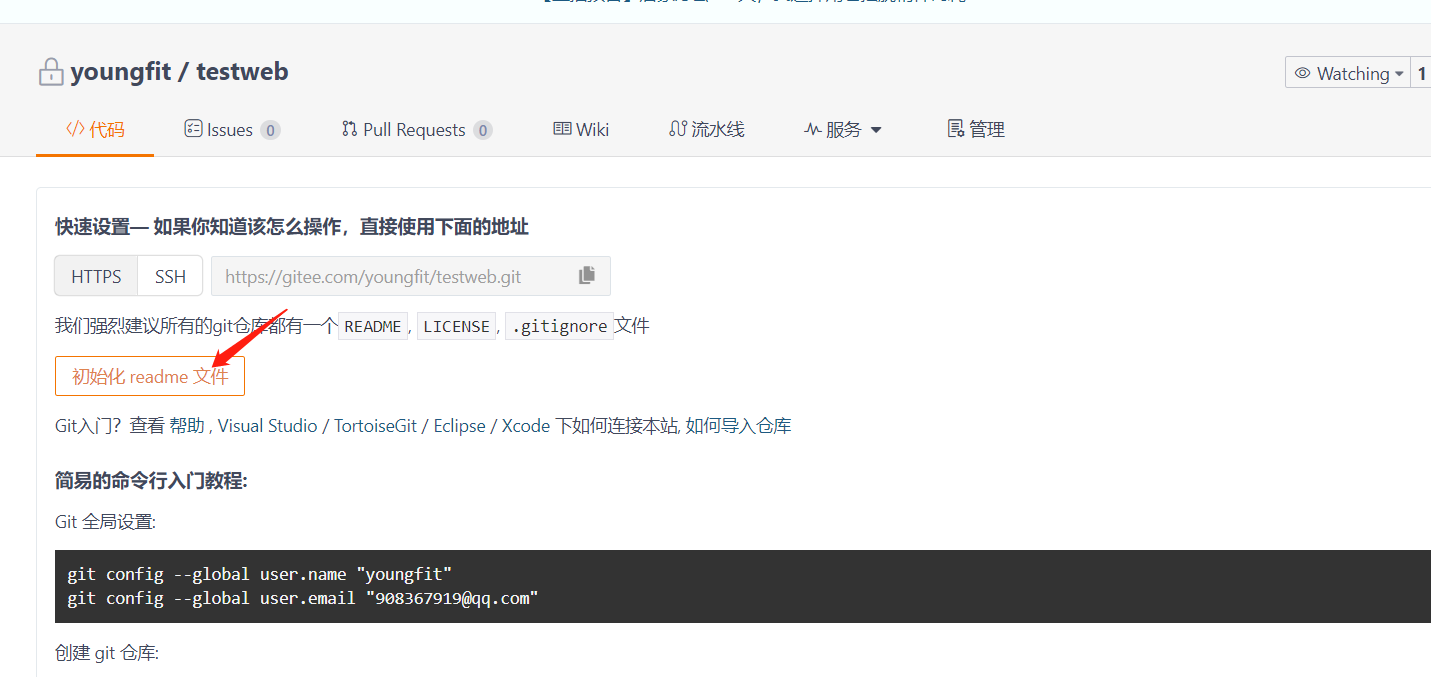 youngfit / testweb
Watching 1
代码 Issues 0 Pull Requests 0 Wiki 流水线 服务 管理
快速设置— 如果你知道该怎么操作，直接使用下面的地址
HTTPS SSH https://gitee.com/youngfit/testweb.git
我们强烈建议所有的git仓库都有一个 README, LICENSE, .gitignore 文件
初始化 readme 文件
Git入门？查看 帮助 , Visual Studio / TortoiseGit / Eclipse / Xcode 下如何连接本站, 如何导入仓库
简易的命令行入门教程:
Git 全局设置:
git config --global user.name "youngfit"
git config --global user.email "908367919@qq.com"
创建 git 仓库: